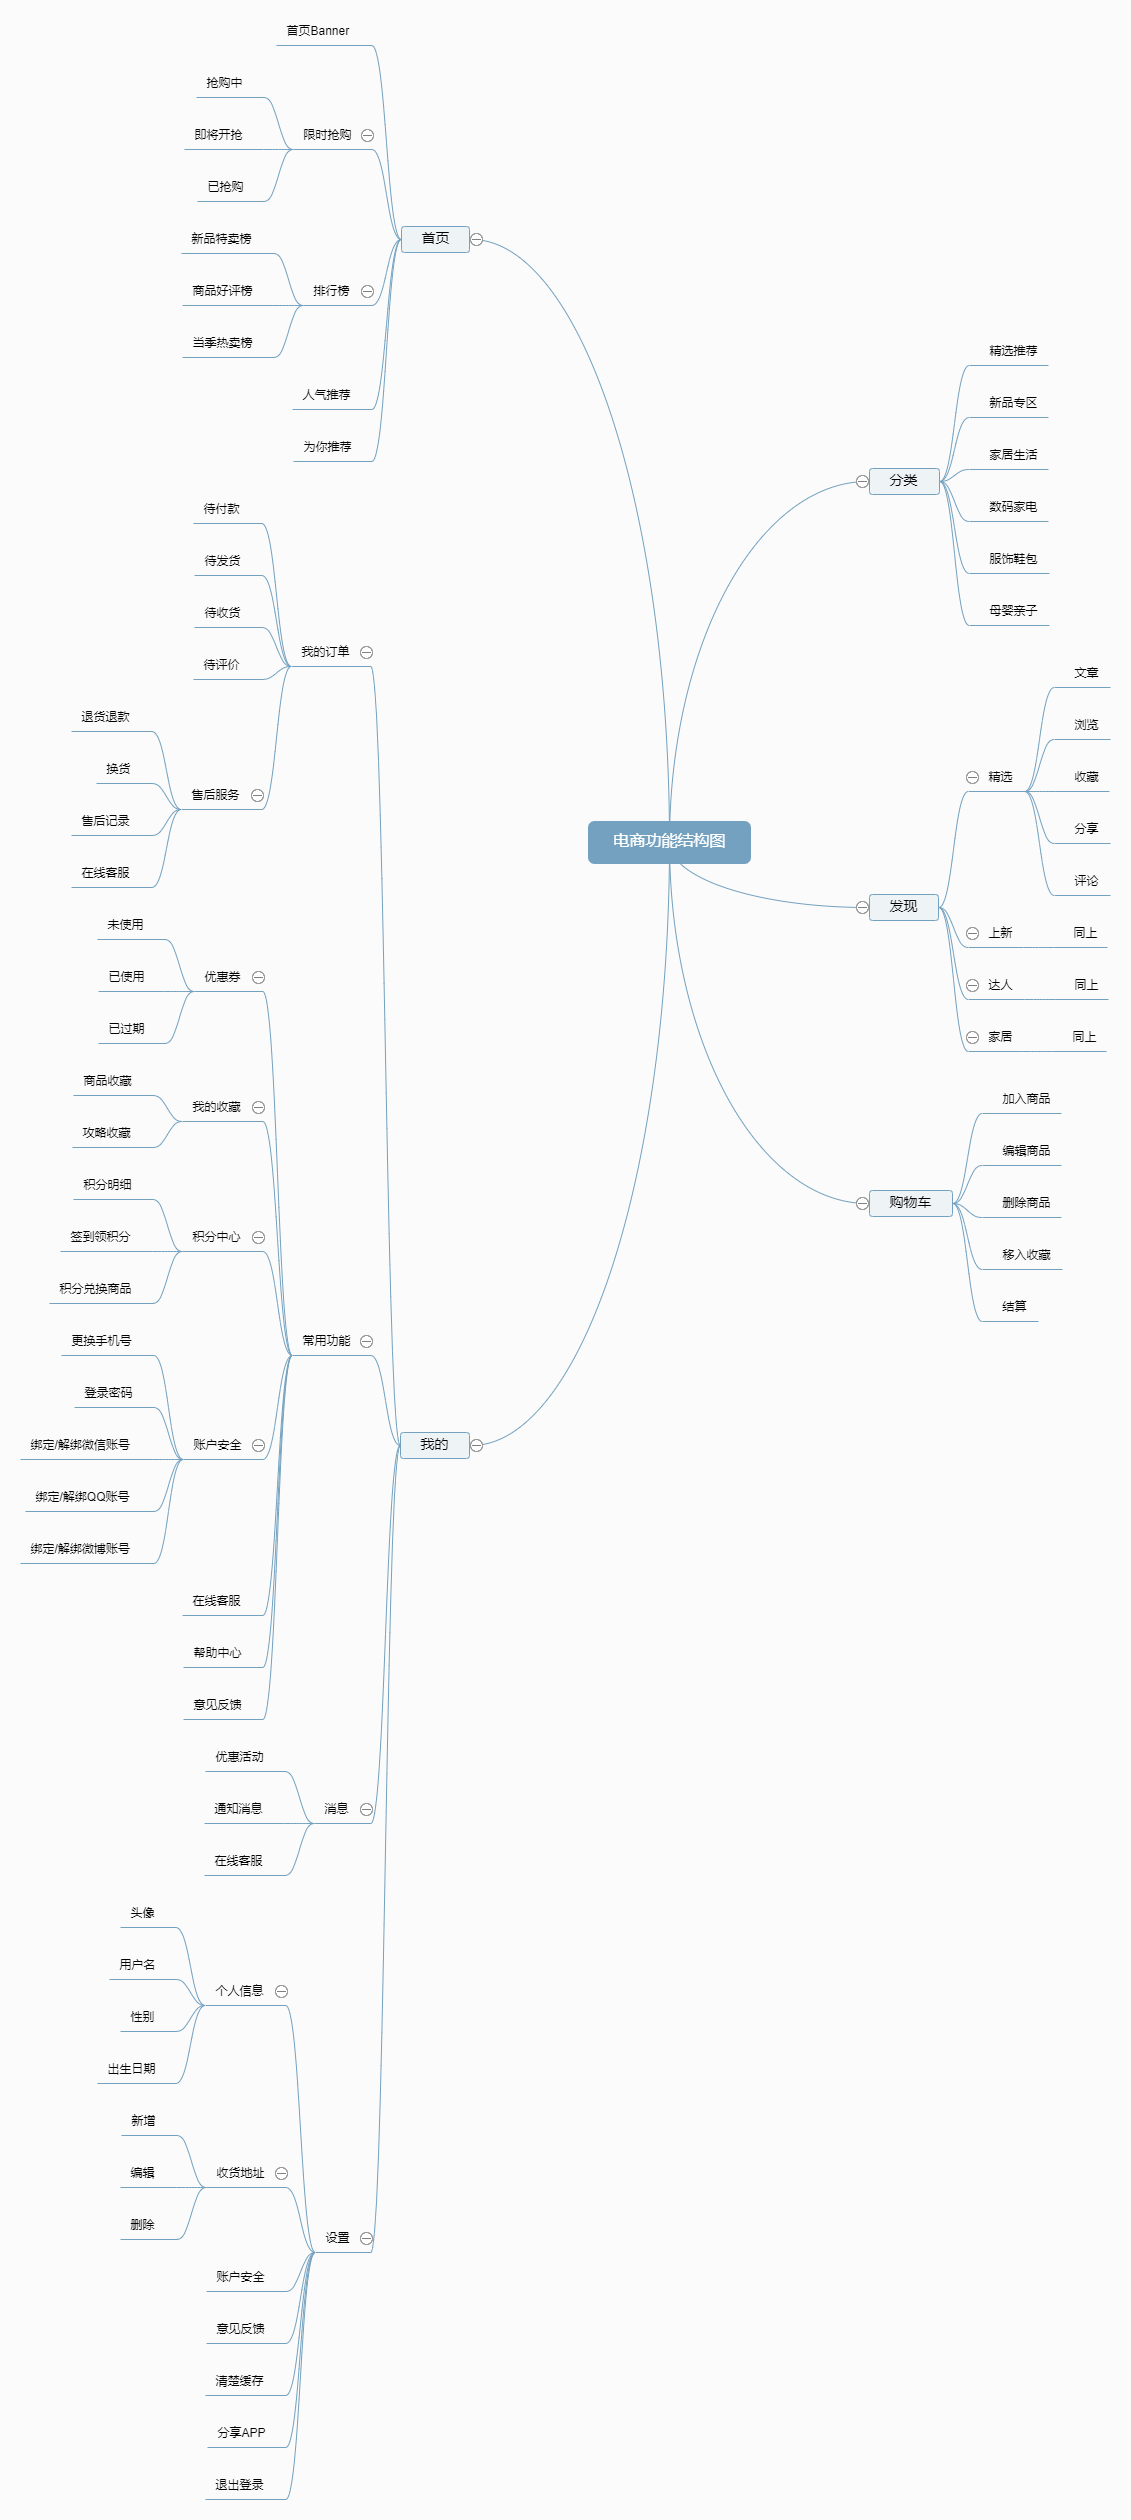 电商功能结构图
首页
首页Banner
限时抢购
抢购中
即将开抢
已抢购
排行榜
新品特卖榜
商品好评榜
当季热卖榜
人气推荐
为你推荐
分类
精选推荐
新品专区
家居生活
数码家电
服饰鞋包
母婴亲子
发现
精选
文章
浏览
收藏
分享
评论
上新
同上
达人
同上
家居
同上
购物车
加入商品
编辑商品
删除商品
移入收藏
结算
我的
我的订单
待付款
待发货
待收货
待评价
售后服务
退货退款
换货
售后记录
在线客服
常用功能
优惠券
未使用
已使用
已过期
我的收藏
商品收藏
攻略收藏
积分中心
积分明细
签到领积分
积分兑换商品
账户安全
更换手机号
登录密码
绑定/解绑微信账号
绑定/解绑QQ账号
绑定/解绑微博账号
在线客服
帮助中心
意见反馈
消息
优惠活动
通知消息
在线客服
设置
个人信息
头像
用户名
性别
出生日期
收货地址
新增
编辑
删除
账户安全
意见反馈
清楚缓存
分享APP
退出登录